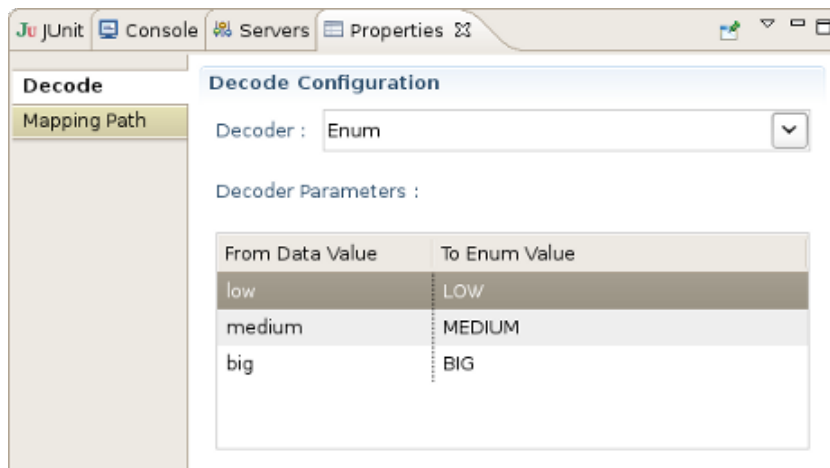 Ju JUnit Console Servers Properties
Decode
Mapping Path
Decode Configuration
Decoder : Enum
Decoder Parameters :
From Data Value To Enum Value
low LOW
medium MEDIUM
big BIG